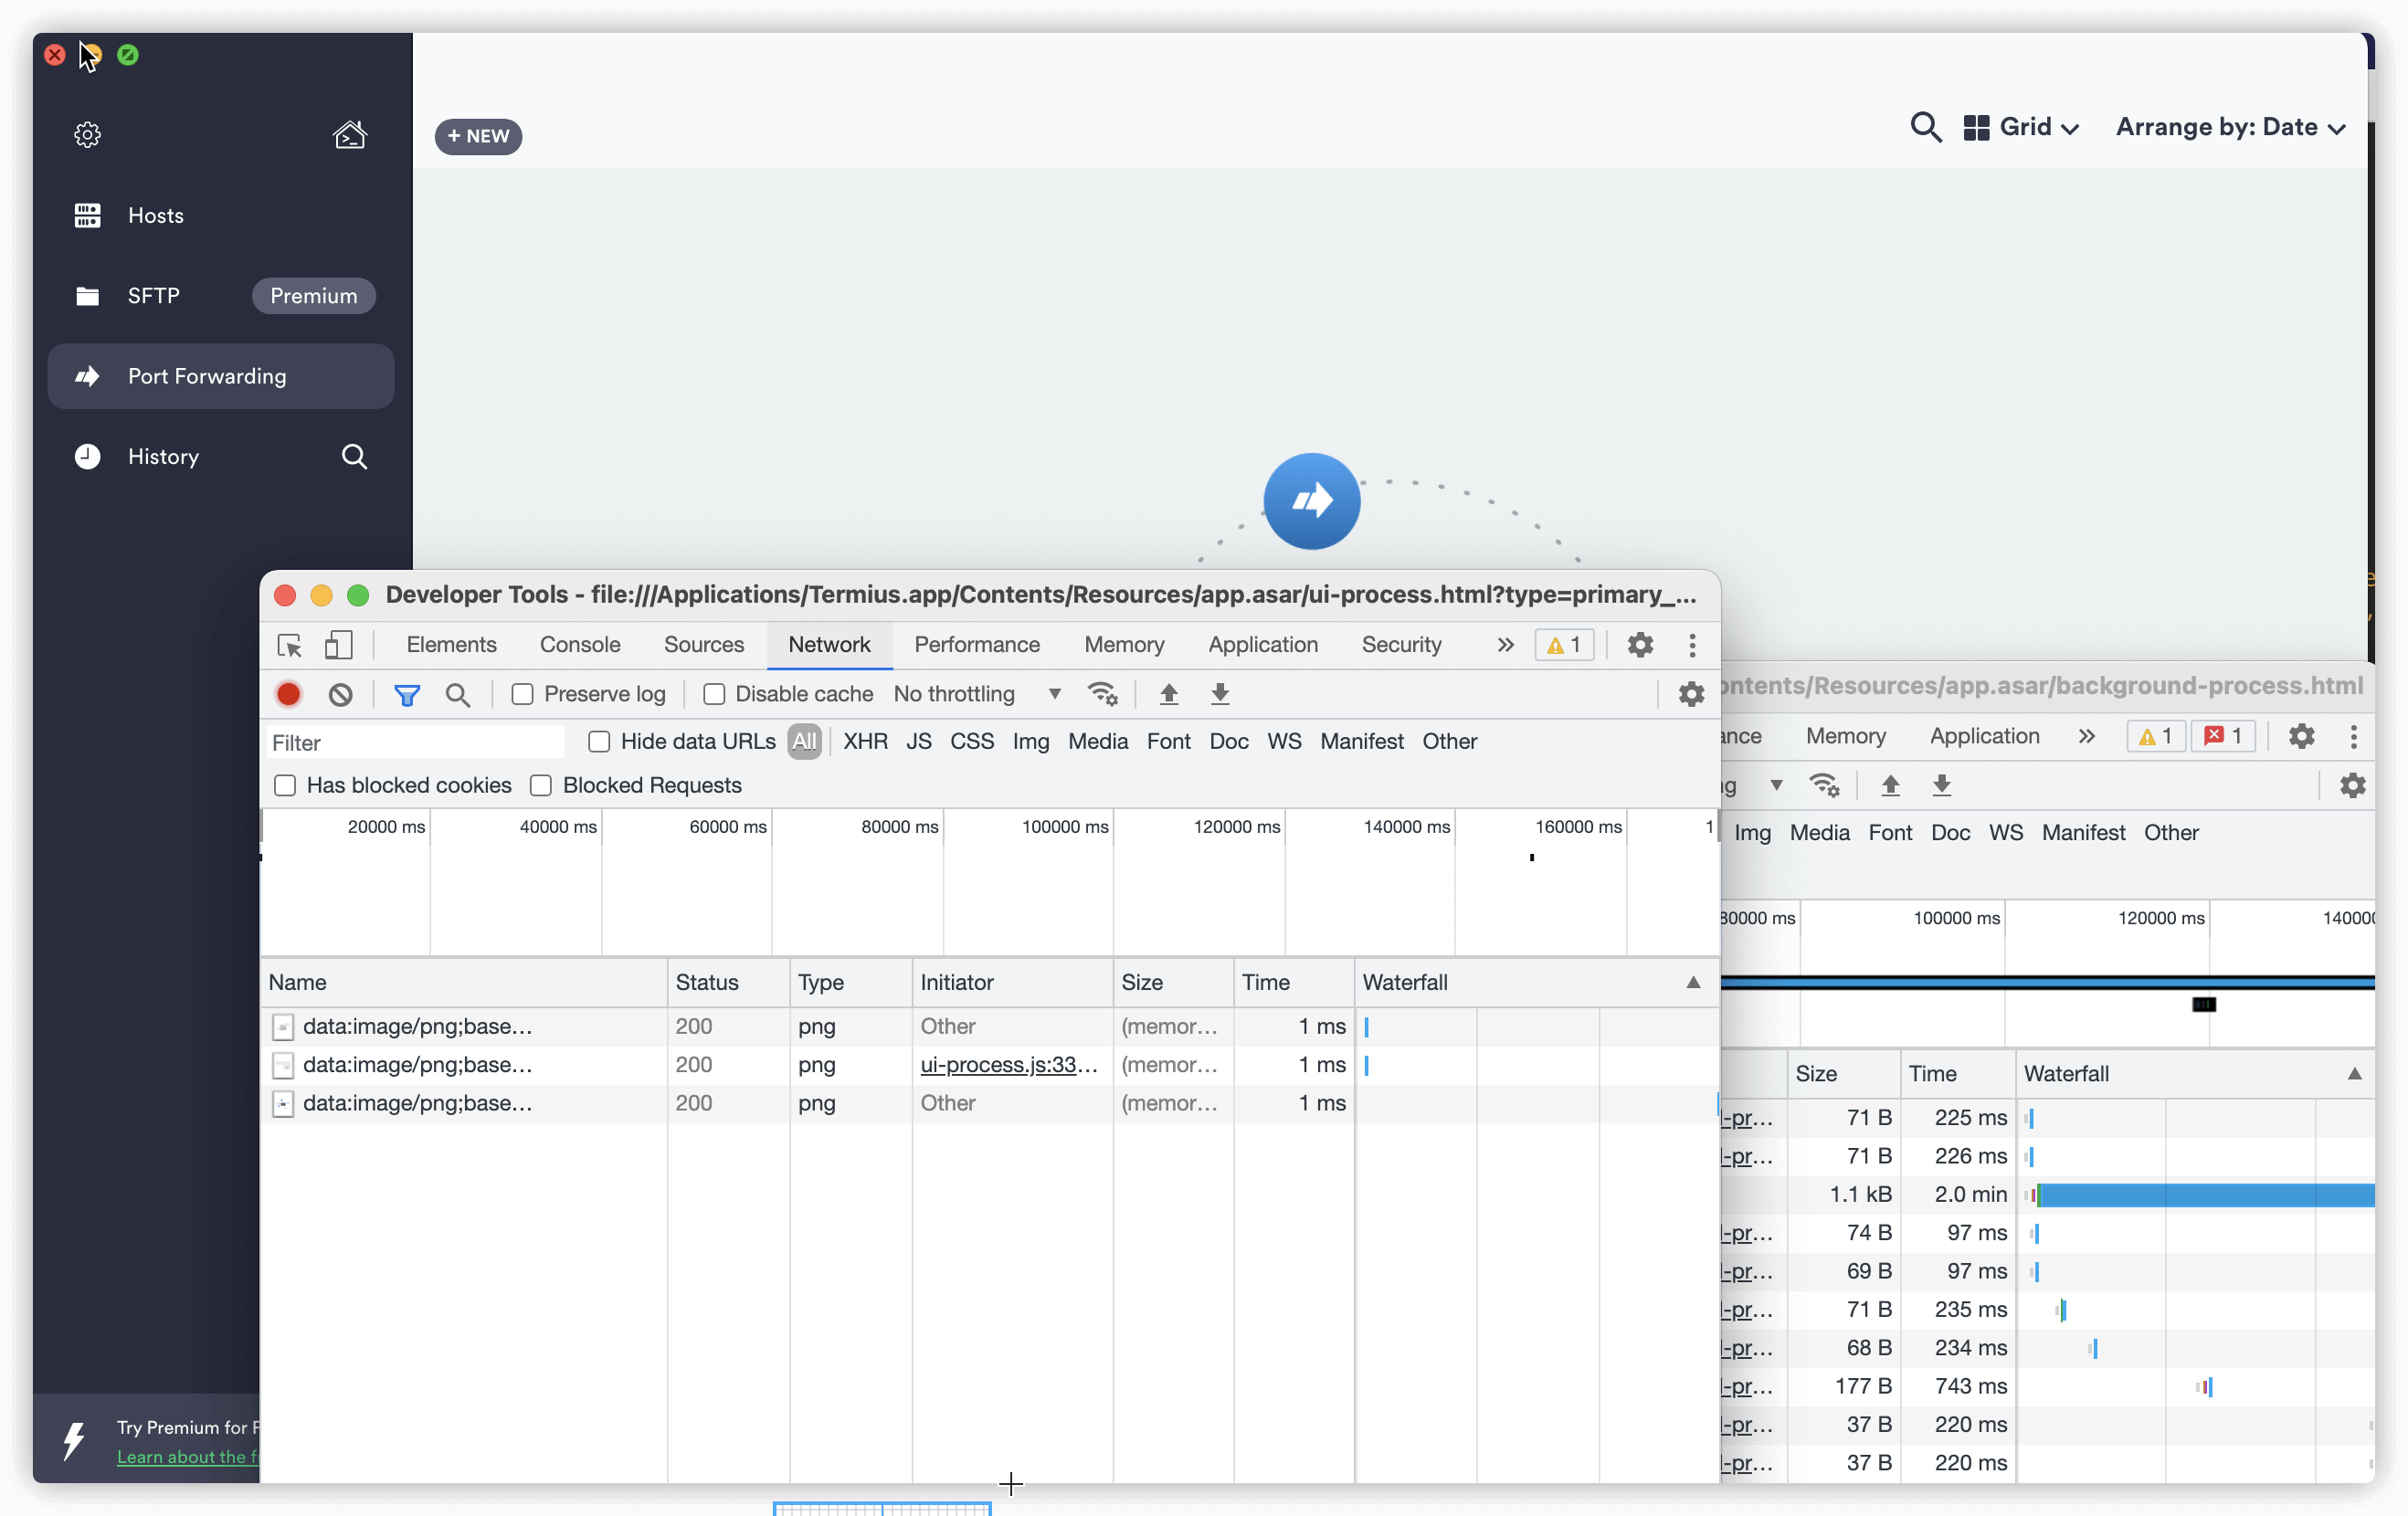 + NEW
Grid
Arrange by: Date
Hosts
SFTP
Premium
Port Forwarding
History
Try Premium for
Learn about the
Developer Tools - file:///Applications/Termius.app/Contents/Resources/app.asar/ui-process.html?type=primary_...
Elements Console Sources Network Performance Memory Application Security » 1
Preserve log Disable cache No throttling
Filter Hide data URLs All XHR JS CSS Img Media Font Doc WS Manifest Other
Has blocked cookies Blocked Requests
20000 ms 40000 ms 60000 ms 80000 ms 100000 ms 120000 ms 140000 ms 160000 ms 1
Name Status Type Initiator Size Time Waterfall
data:image/png;base… 200 png Other (memor… 1 ms
data:image/png;base… 200 png ui-process.js:33… (memor… 1 ms
data:image/png;base… 200 png Other (memor… 1 ms
ontents/Resources/app.asar/background-process.html
ance Memory Application » 1 1
ng
Img Media Font Doc WS Manifest Other
80000 ms 100000 ms 120000 ms 14000
Size Time Waterfall
-pr… 71 B 225 ms
-pr… 71 B 226 ms
1.1 kB 2.0 min
-pr… 74 B 97 ms
-pr… 69 B 97 ms
-pr… 71 B 235 ms
-pr… 68 B 234 ms
-pr… 177 B 743 ms
-pr… 37 B 220 ms
-pr… 37 B 220 ms